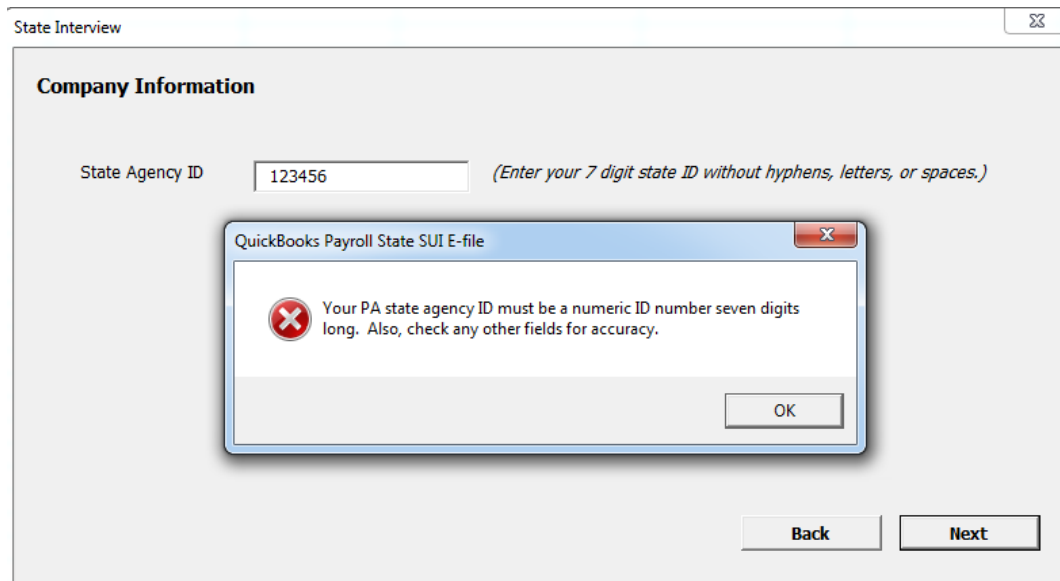 State Interview
Company Information
State Agency ID 123456 (Enter your 7 digit state ID without hyphens, letters, or spaces.)
QuickBooks Payroll State SUI E-file
Your PA state agency ID must be a numeric ID number seven digits
long. Also, check any other fields for accuracy.
OK
Back Next